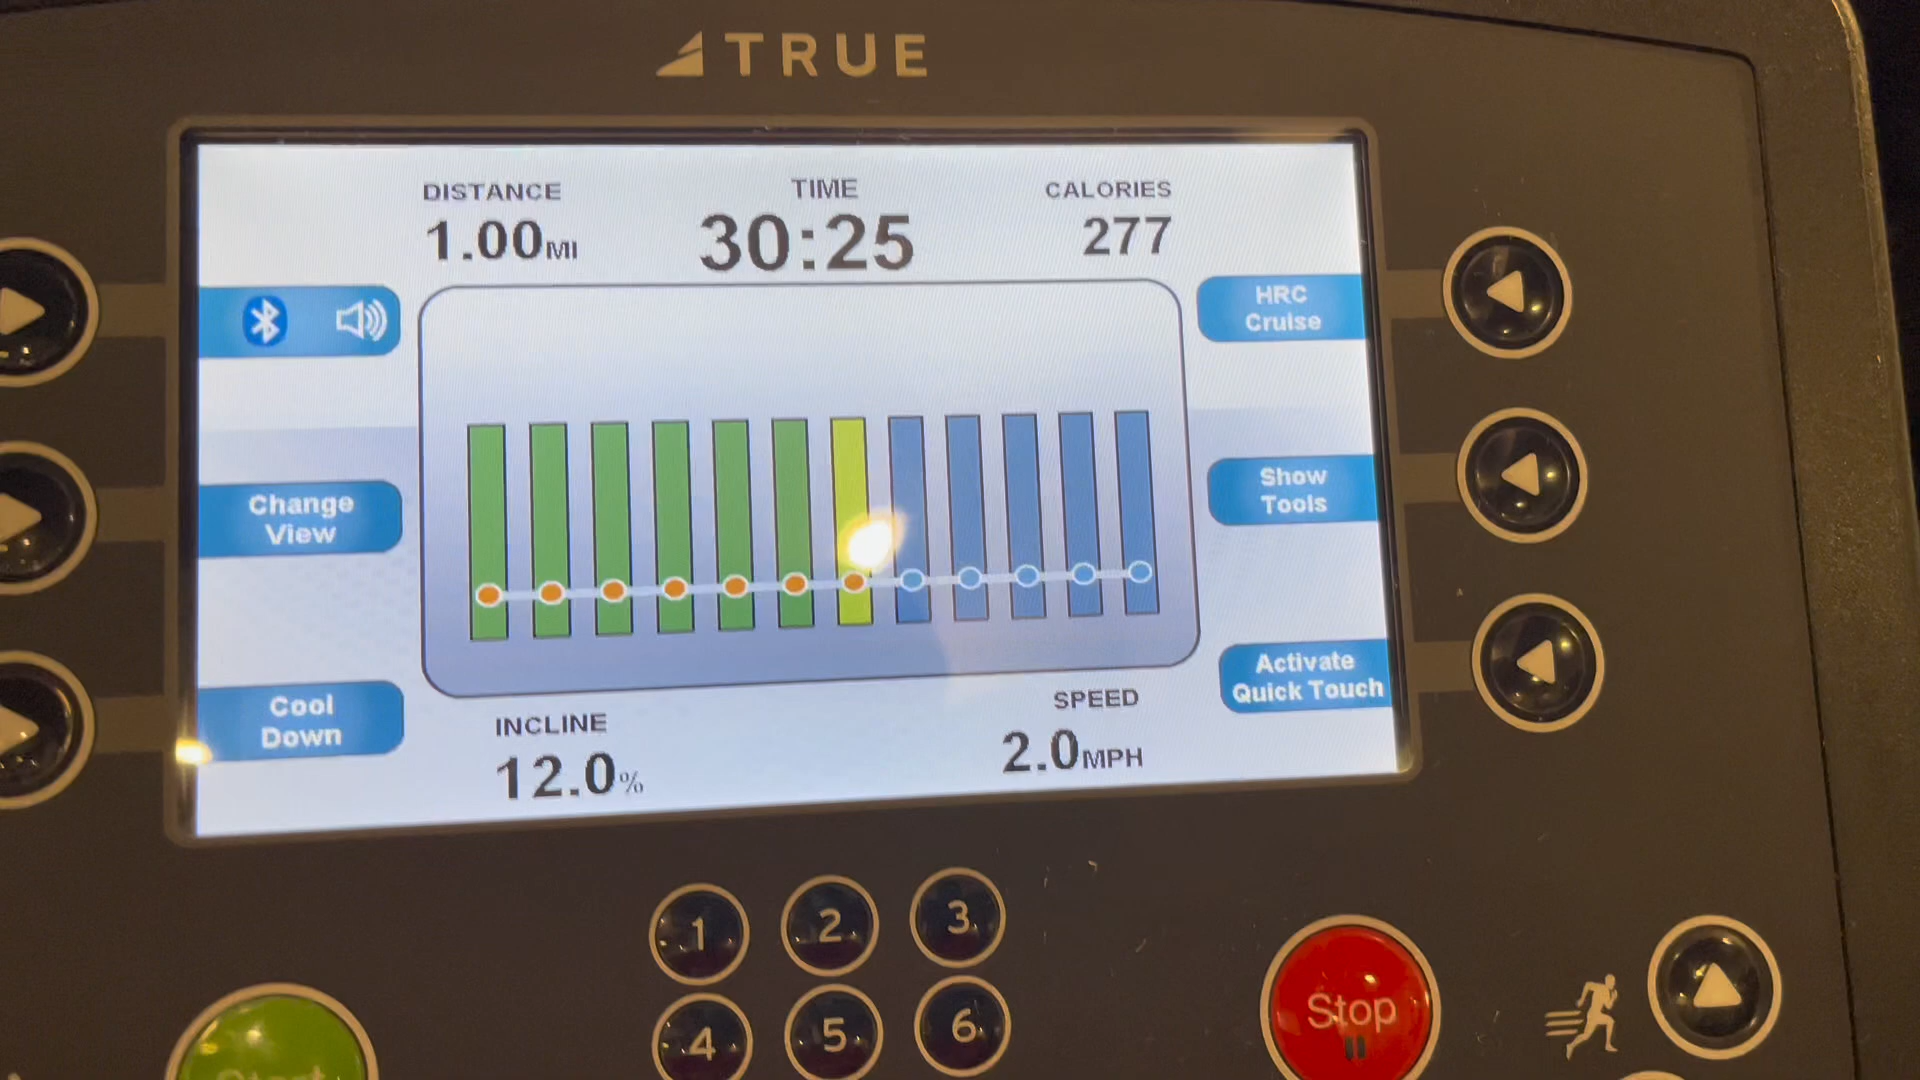 TRUE
DISTANCE
1.00MI
TIME
30:25
CALORIES
277
HRC
Cruise
Change
View
Show
Tools
Cool
Down
Activate
Quick Touch
INCLINE
12.0%
SPEED
2.0MPH
1
2
3
4
5
6
Stop
Start